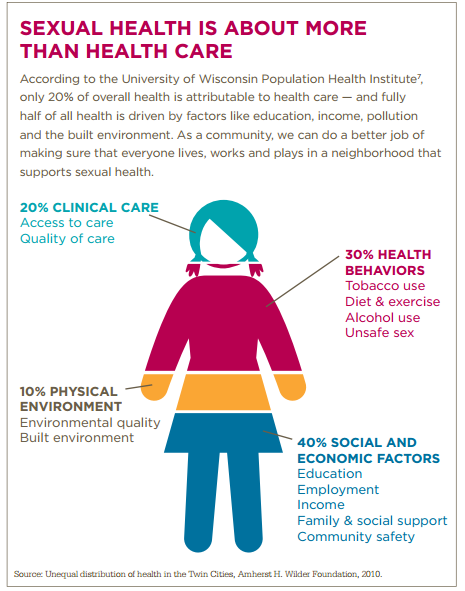 SEXUAL HEALTH IS ABOUT MORE
THAN HEALTH CARE
According to the University of Wisconsin Population Health Institute⁷,
only 20% of overall health is attributable to health care — and fully
half of all health is driven by factors like education, income, pollution
and the built environment. As a community, we can do a better job of
making sure that everyone lives, works and plays in a neighborhood that
supports sexual health.
20% CLINICAL CARE
Access to care
Quality of care
30% HEALTH
BEHAVIORS
Tobacco use
Diet & exercise
Alcohol use
Unsafe sex
10% PHYSICAL
ENVIRONMENT
Environmental quality
Built environment
40% SOCIAL AND
ECONOMIC FACTORS
Education
Employment
Income
Family & social support
Community safety
Source: Unequal distribution of health in the Twin Cities, Amherst H. Wilder Foundation, 2010.